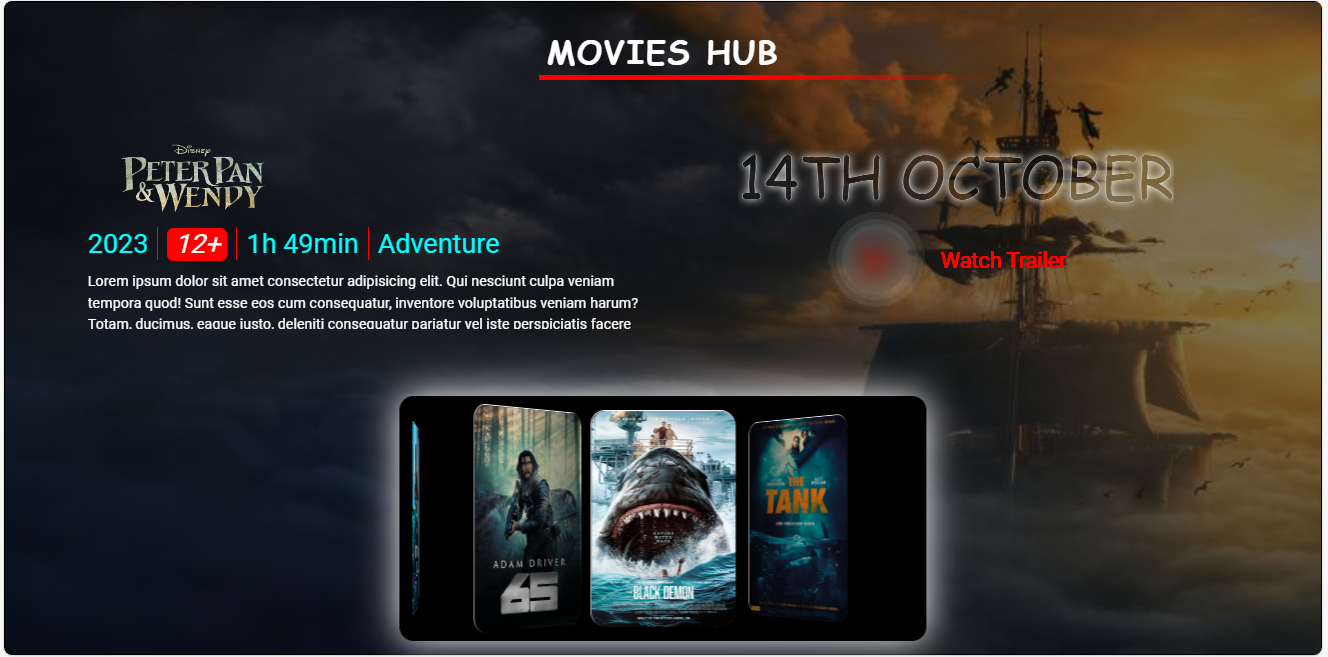 MOVIES HUB
Disney
PETER PAN
& WENDY
14TH OCTOBER
2023 12+ 1h 49min Adventure
Watch Trailer
Lorem ipsum dolor sit amet consectetur adipisicing elit. Qui nesciunt culpa veniam
tempora quod! Sunt esse eos cum consequatur, inventore voluptatibus veniam harum?
Totam, ducimus, eaque iusto, deleniti consequatur pariatur vel iste perspiciatis facere
ADAM DRIVER
65
BLACK DEMON
THE
TANK